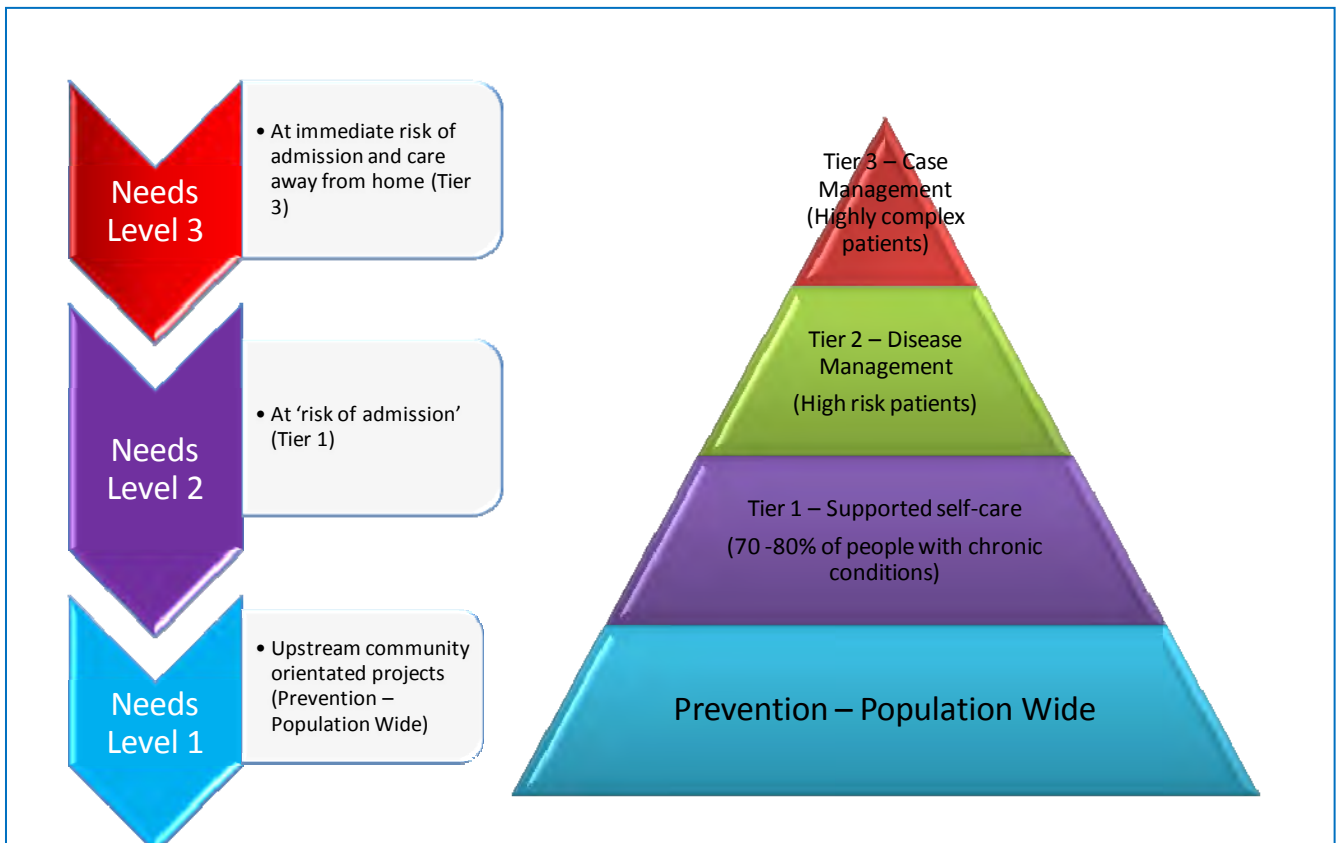 Needs
Level 3
• At immediate risk of
admission and care
away from home (Tier
3)
Needs
Level 2
• At ‘risk of admission’
(Tier 1)
Needs
Level 1
• Upstream community
orientated projects
(Prevention –
Population Wide)
Tier 3 – Case
Management
(Highly complex
patients)
Tier 2 – Disease
Management
(High risk patients)
Tier 1 – Supported self-care
(70 -80% of people with chronic
conditions)
Prevention – Population Wide